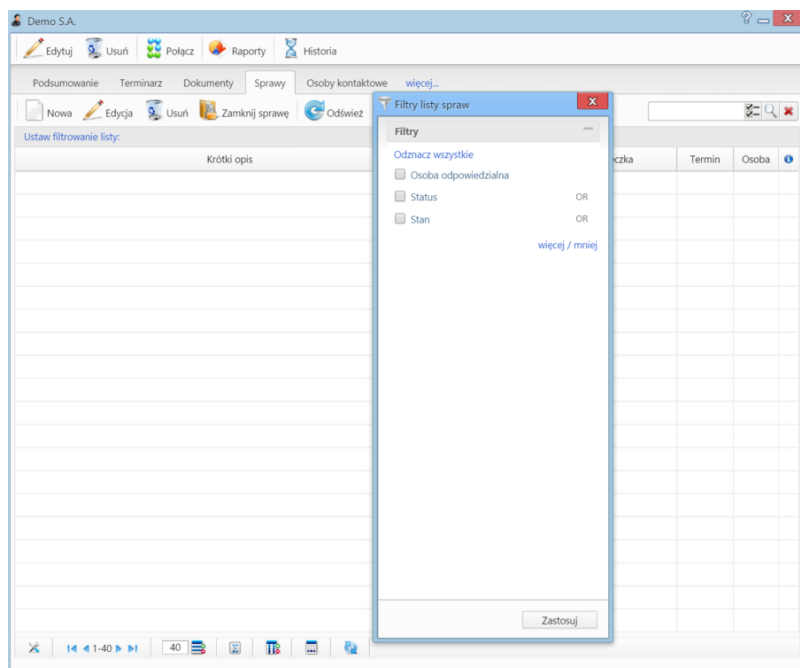 Demo S.A.
Edytuj Usuń Połącz Raporty Historia
Podsumowanie Terminarz Dokumenty Sprawy Osoby kontaktowe więcej...
Nowa Edycja Usuń Zamknij sprawę Odśwież
Filtry listy spraw
Ustaw filtrowanie listy:
Filtry
Krótki opis Termin Osoba
Odznacz wszystkie
Osoba odpowiedzialna
Status OR
Stan OR
więcej / mniej
Zastosuj
1-40 40